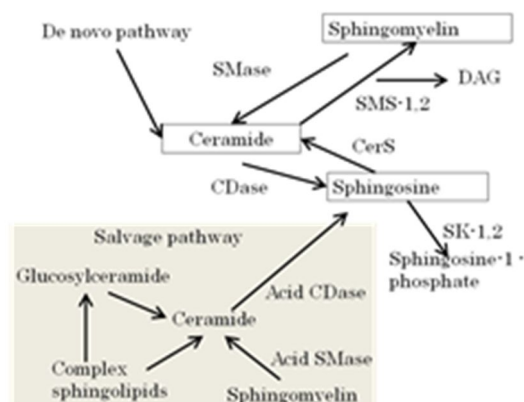 De novo pathway
Sphingomyelin
SMase
DAG
SMS-1,2
Ceramide
CerS
CDase
Sphingosine
SK-1,2
Sphingosine-1-
phosphate
Salvage pathway
Glucosylceramide
Acid CDase
Ceramide
Acid SMase
Complex
sphingolipids
Sphingomyelin